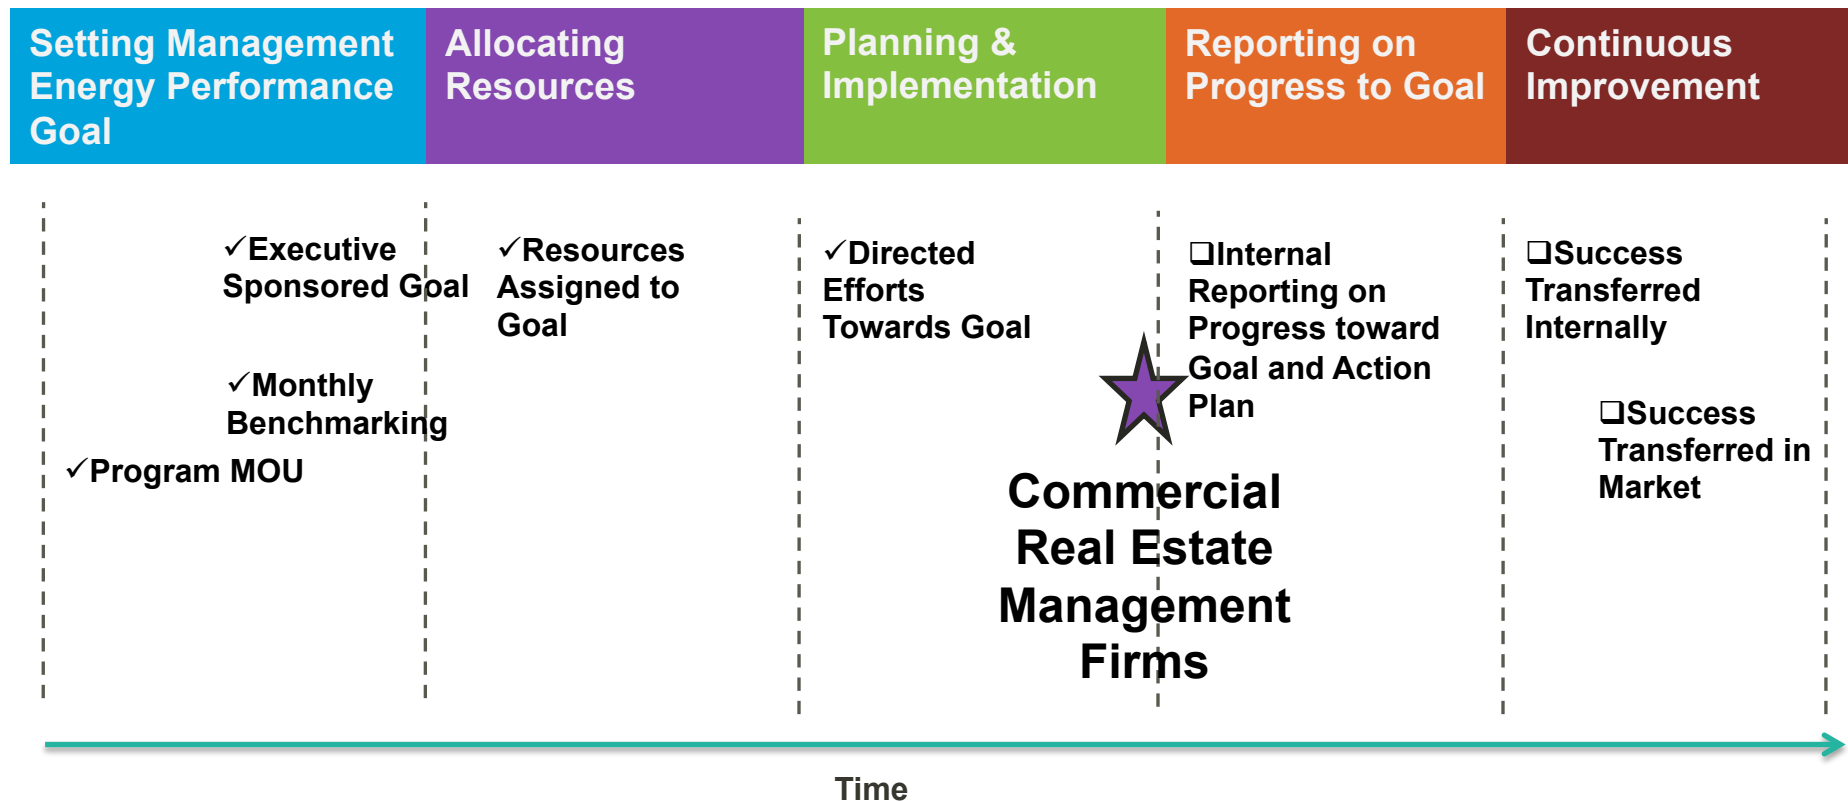 Setting Management
Energy Performance
Goal
Allocating
Resources
Planning &
Implementation
Reporting on
Progress to Goal
Continuous
Improvement
✓Executive
Sponsored Goal
✓Monthly
Benchmarking
✓Program MOU
✓Resources
Assigned to
Goal
✓Directed
Efforts
Towards Goal
❑Internal
Reporting on
Progress toward
Goal and Action
Plan
❑Success
Transferred
Internally
❑Success
Transferred in
Market
Commercial
Real Estate
Management
Firms
Time